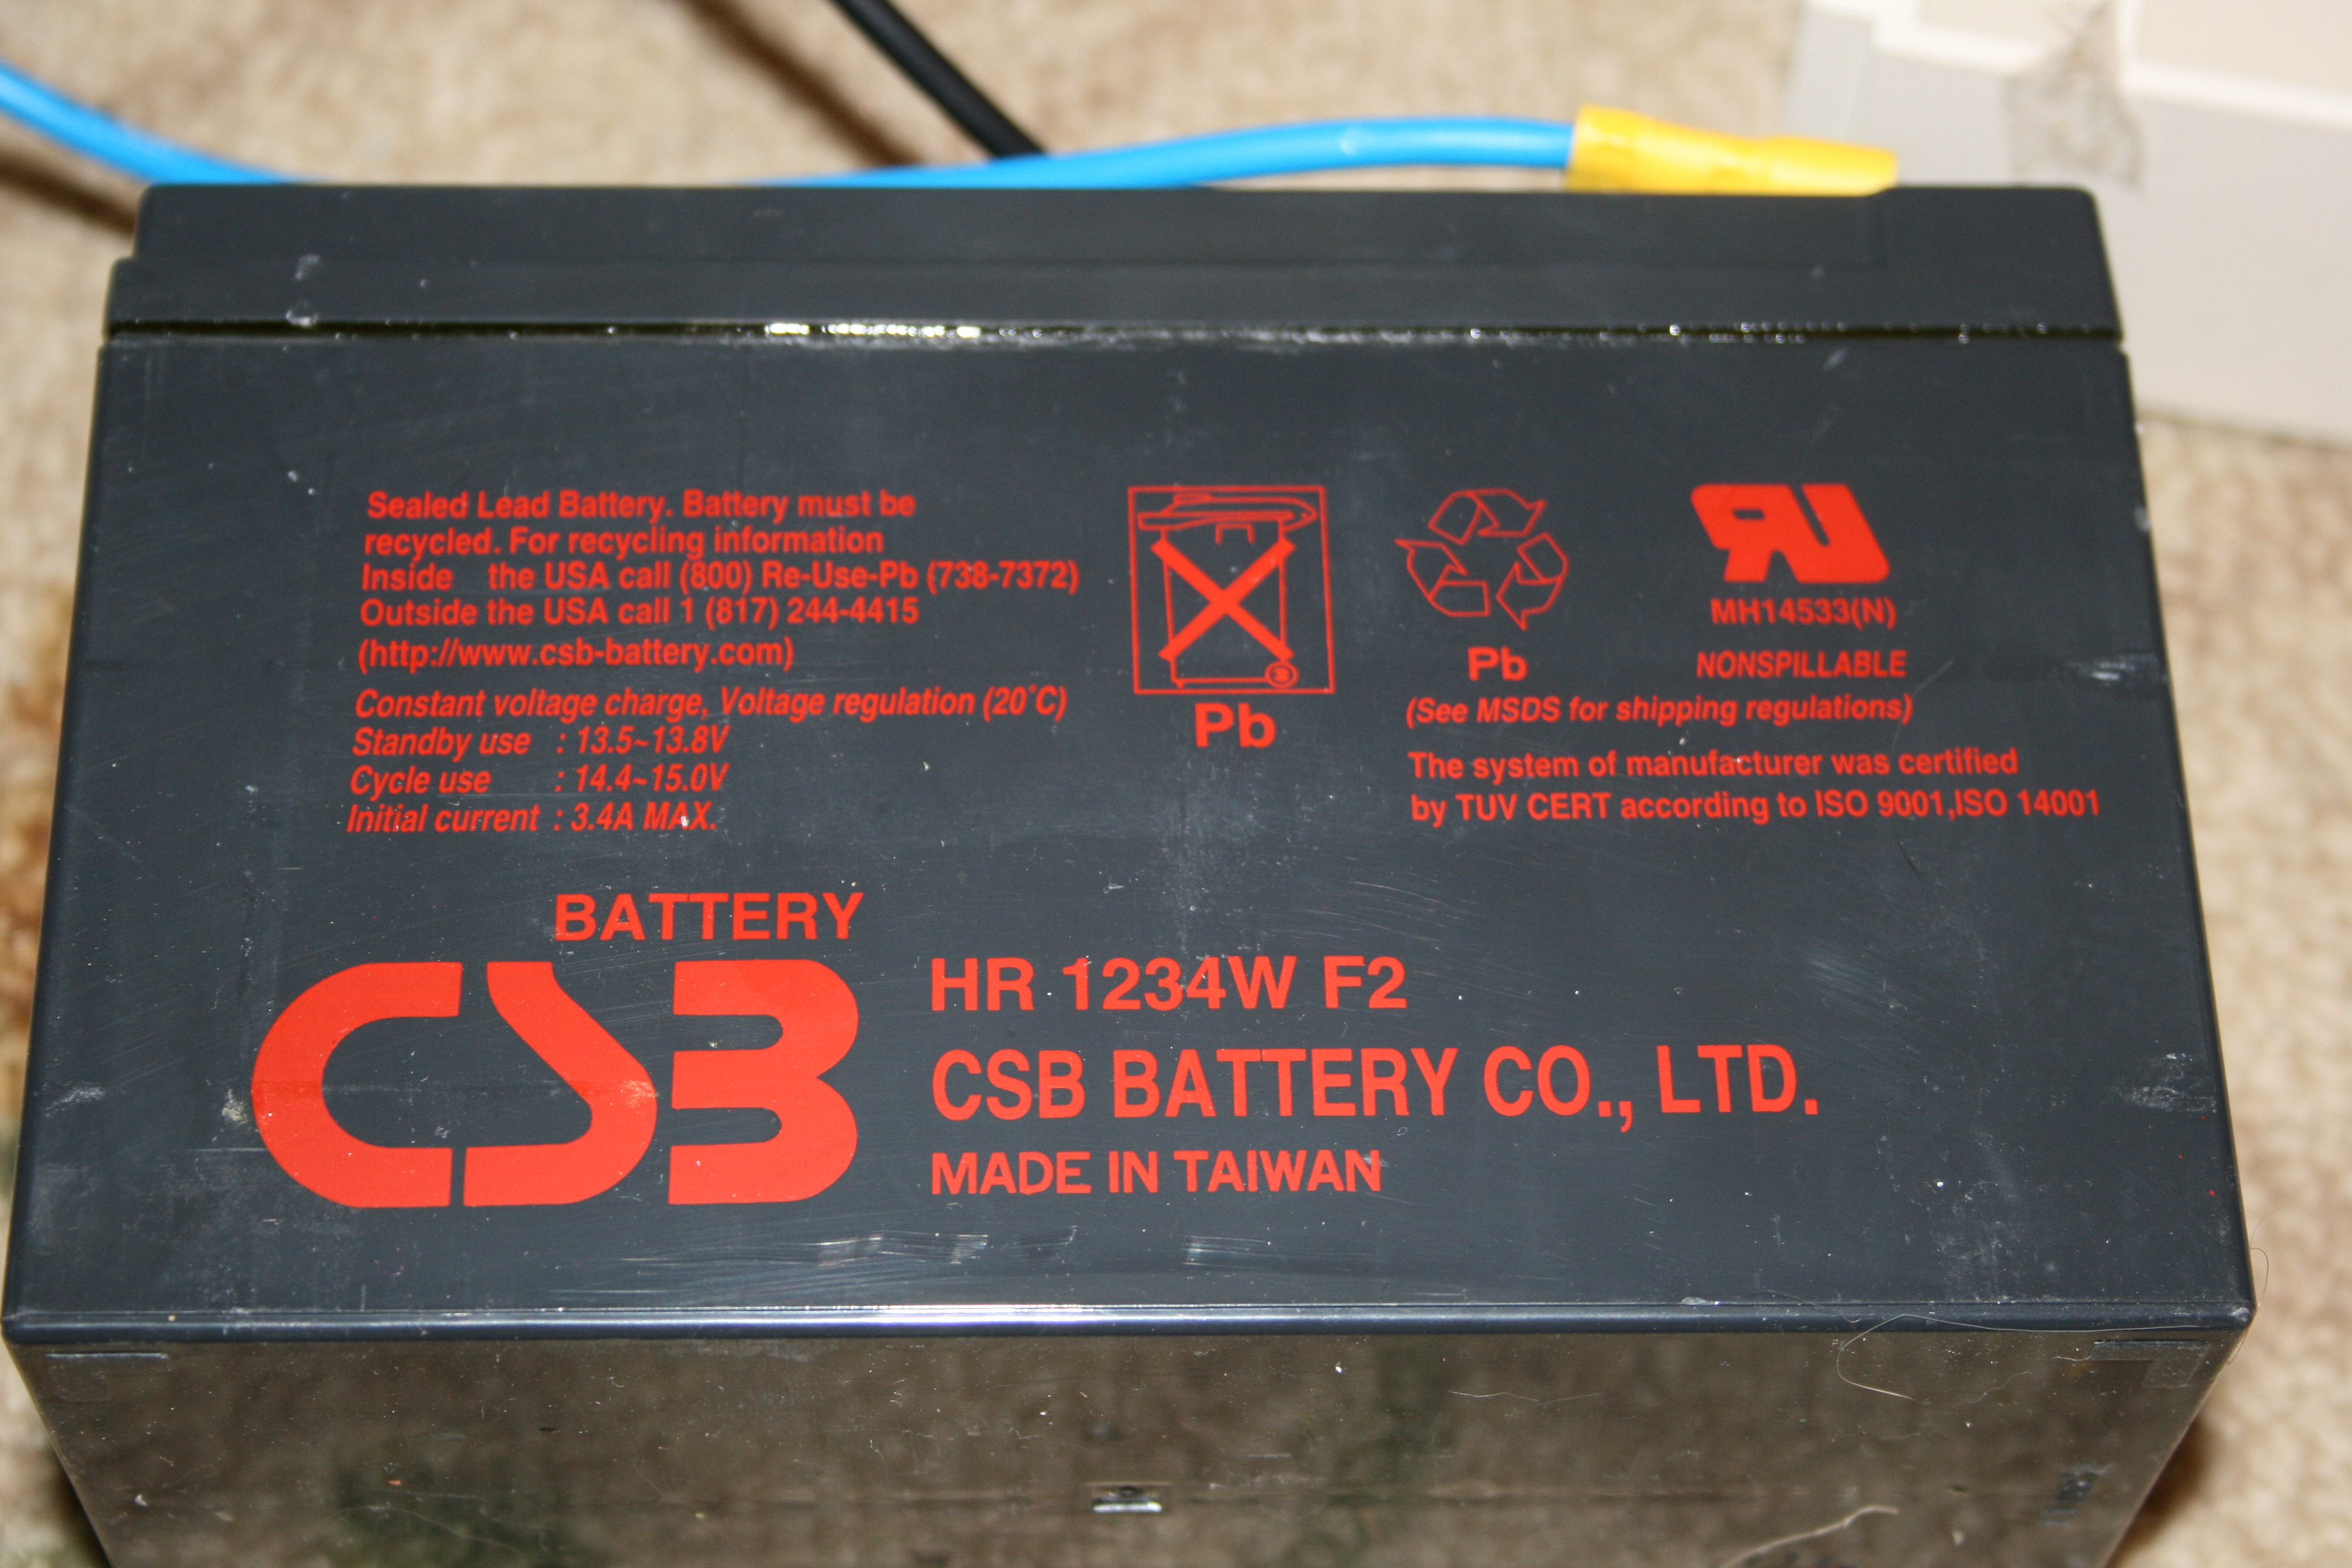 Sealed Lead Battery. Battery must be
recycled. For recycling information
Inside the USA call (800) Re-Use-Pb (738-7372)
Outside the USA call 1 (817) 244-4415
(http://www.csb-battery.com)
Constant voltage charge, Voltage regulation (20°C)
Standby use : 13.5~13.8V
Cycle use : 14.4~15.0V
Initial current : 3.4A MAX.
Pb
Pb
RU
MH14533(N)
NONSPILLABLE
(See MSDS for shipping regulations)
The system of manufacturer was certified
by TUV CERT according to ISO 9001,ISO 14001
BATTERY
CSB
HR 1234W F2
CSB BATTERY CO., LTD.
MADE IN TAIWAN